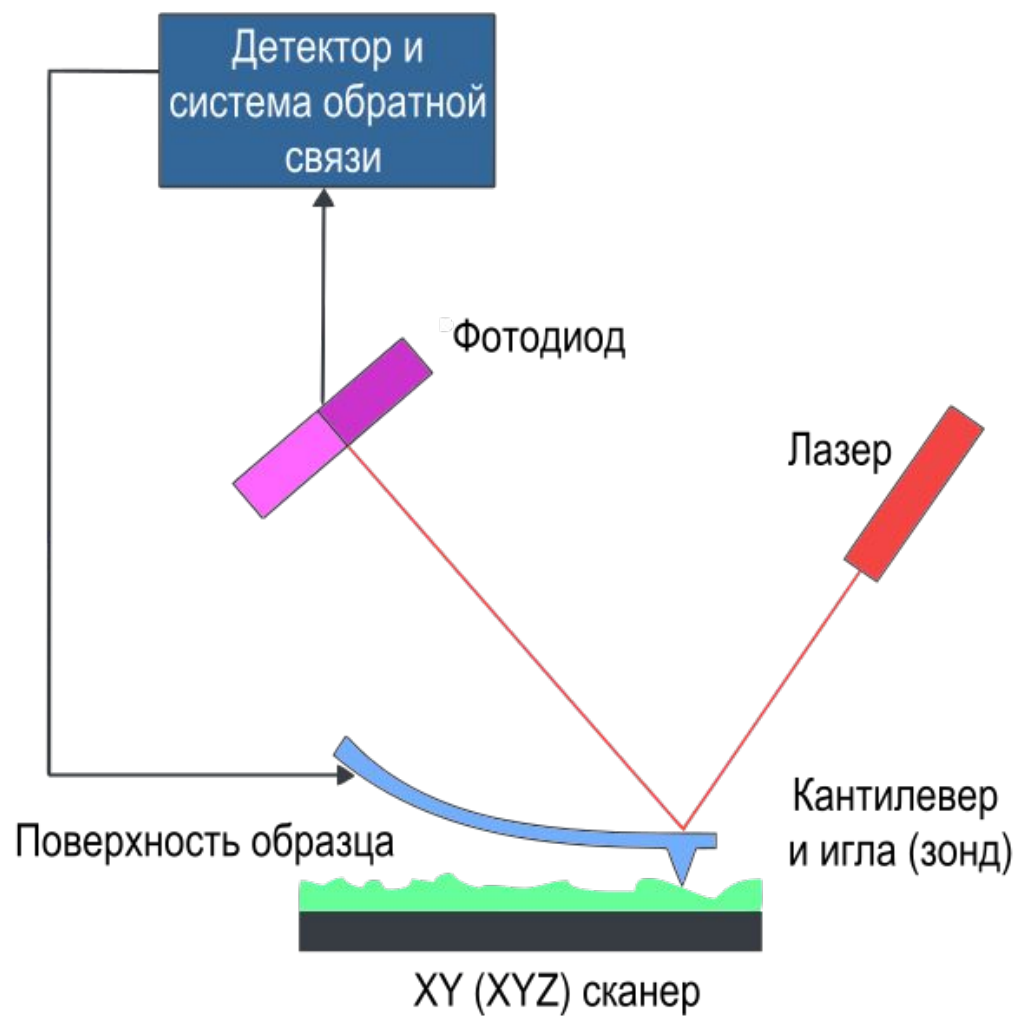 Детектор и
система обратной
связи
Фотодиод
Лазер
Кантилевер
и игла (зонд)
Поверхность образца
XY (XYZ) сканер